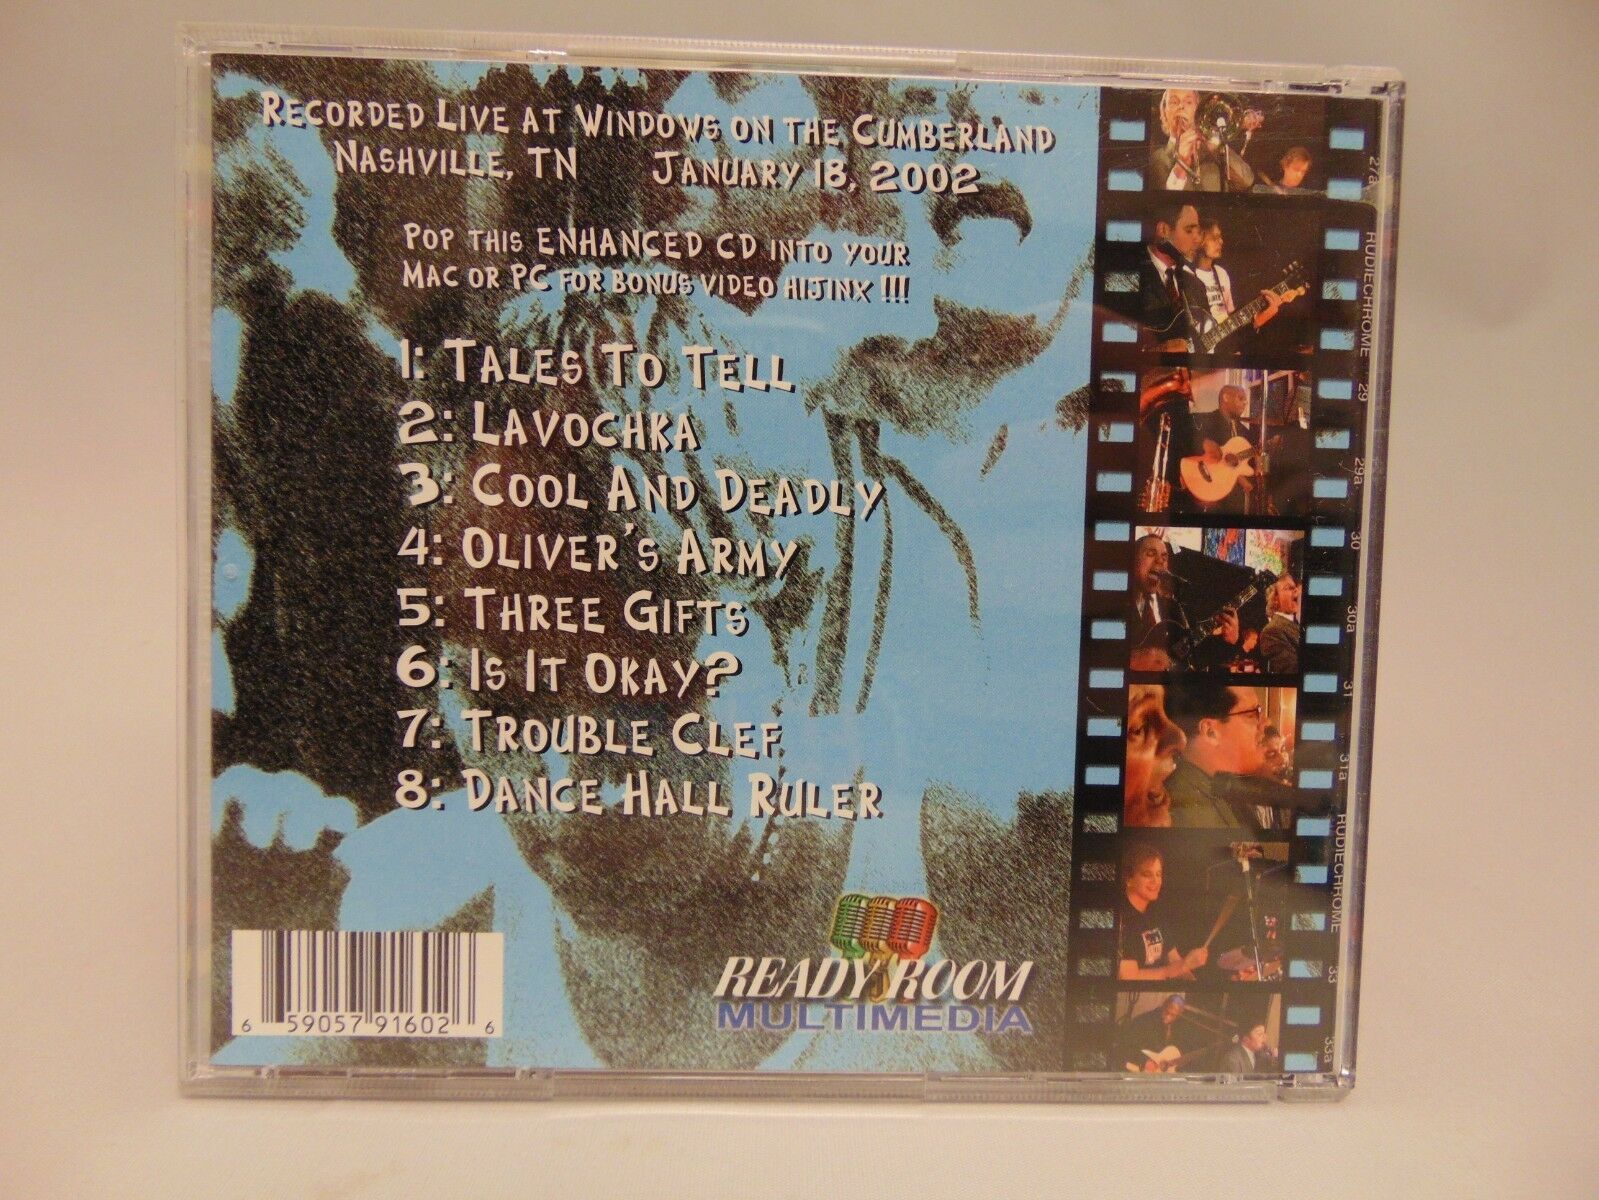 Recorded Live at Windows on the Cumberland
Nashville, TN January 18, 2002
Pop this ENHANCED CD into your
Mac or PC for bonus video hijinx !!!
1: Tales To Tell
2: Lavochka
3: Cool And Deadly
4: Oliver's Army
5: Three Gifts
6: Is It Okay?
7: Trouble Clef
8: Dance Hall Ruler
6 59057 91602 6
READY ROOM
MULTIMEDIA
27a
RUDIECHROME
29
29a
30
30a
31
31a
RUDIECHROME
33
33a